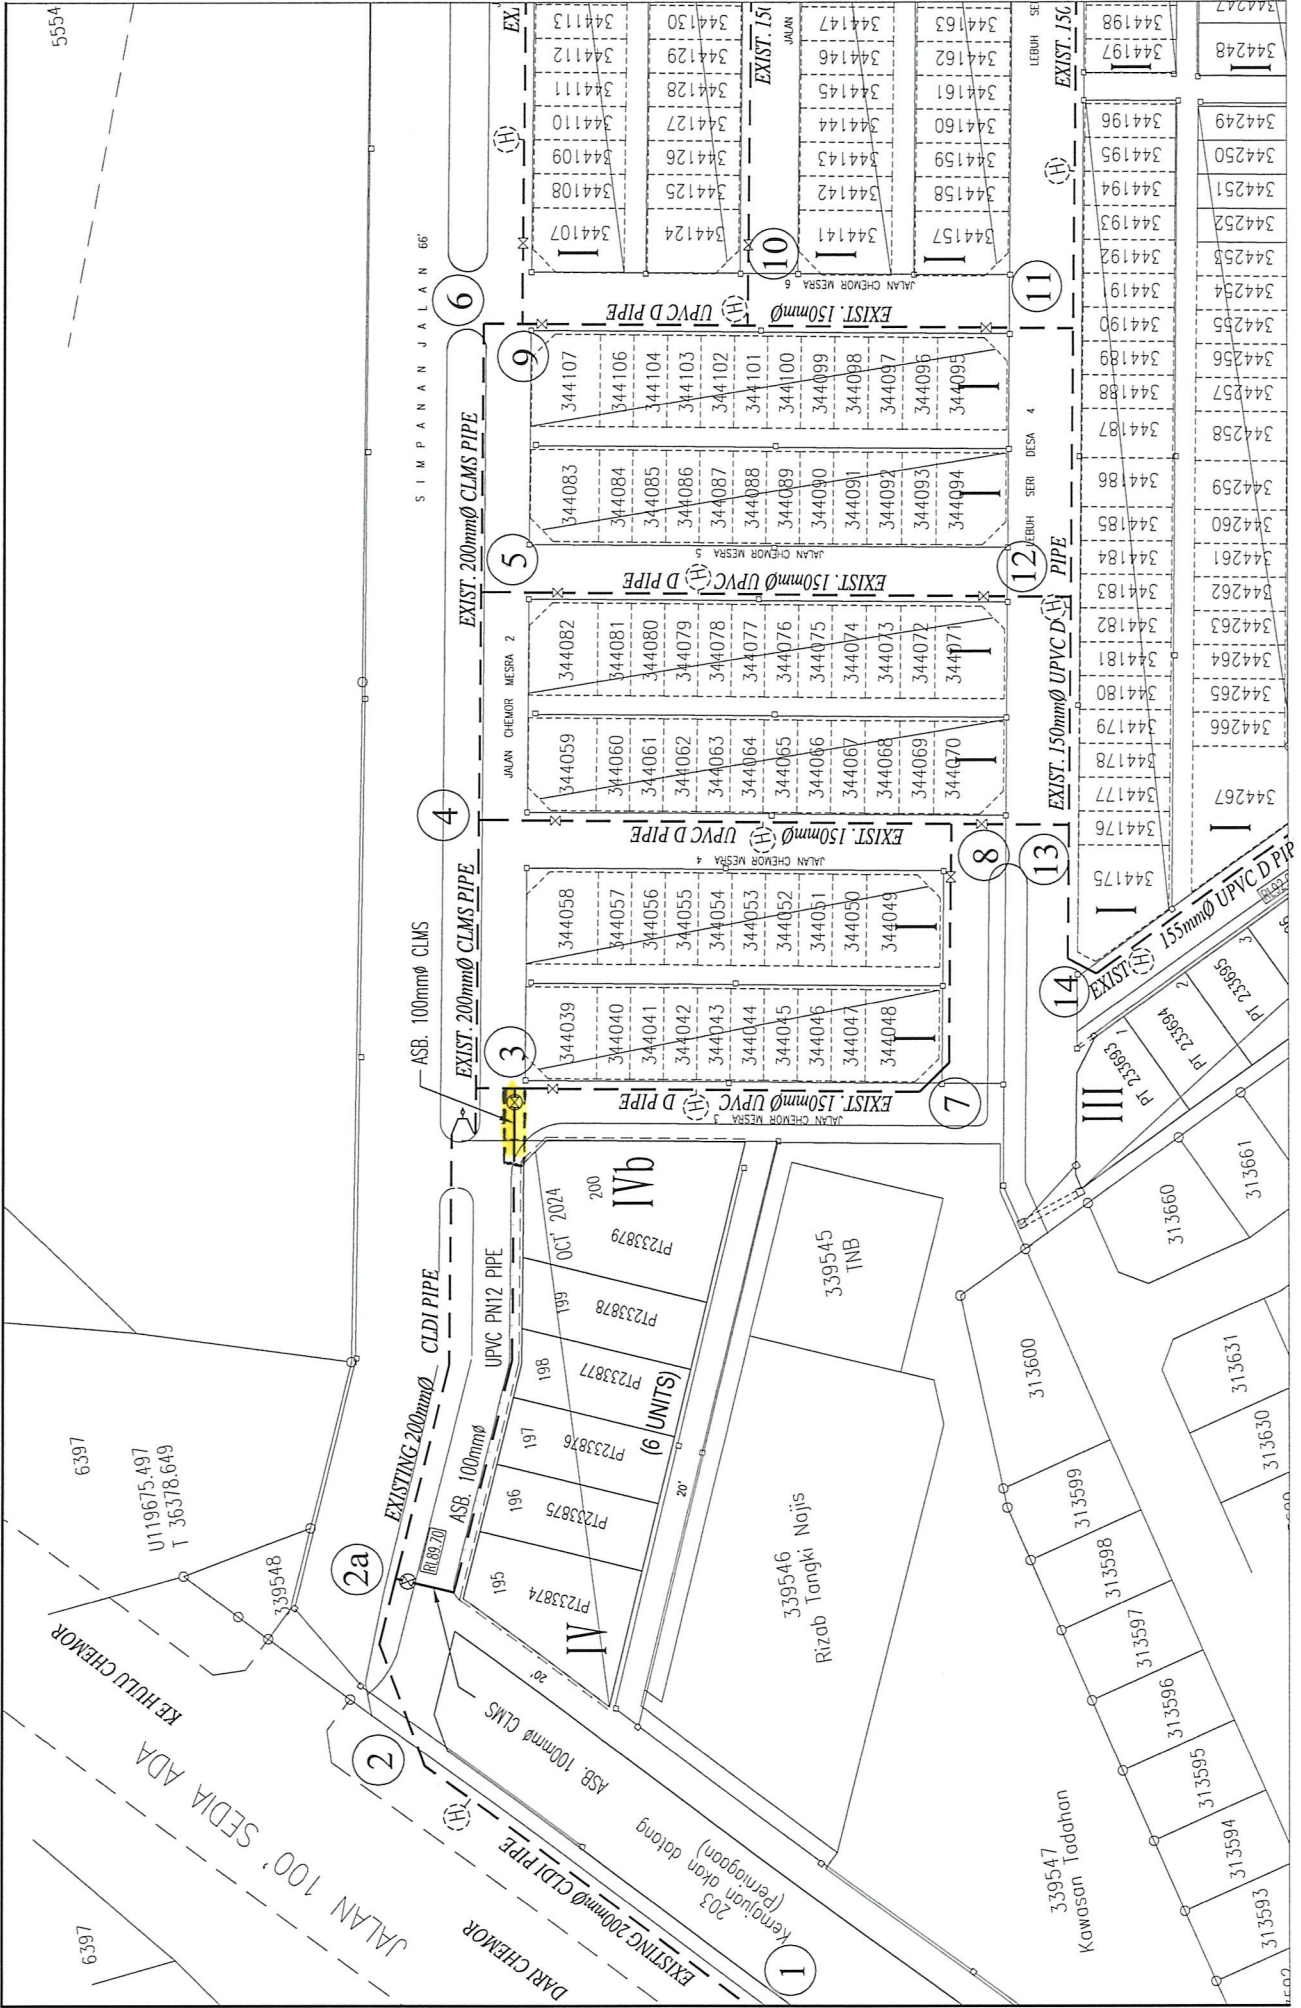 5554
S I M P A N A N J A L A N 66'
6
EXIST. 200mmØ CLMS PIPE
5
JALAN CHEMOR MESRA 2
4
EXIST. 200mmØ CLMS PIPE
ASB. 100mmØ CLMS
3
9
EXIST. 150mmØ UPVC D PIPE
H
JALAN CHEMOR MESRA 6
10
EXIST. 150
JALAN
11
H
344113
344112
344111
344110
344109
344108
344107
I
344130
344129
344128
344127
344126
344125
344124
344147
344146
344145
344144
344143
344142
344141
I
344163
344162
344161
344160
344159
344158
344157
I
LEBUH SE
EXIST. 150
H
344107
344106
344104
344103
344102
344101
344100
344099
344098
344097
344096
344095
I
344083
344084
344085
344086
344087
344088
344089
344090
344091
344092
344093
344094
I
JALAN CHEMOR MESRA 5
EXIST. 150mmØ UPVC D PIPE
H
12
LEBUH SERI DESA 4
344082
344081
344080
344079
344078
344077
344076
344075
344074
344073
344072
344071
I
344059
344060
344061
344062
344063
344064
344065
344066
344067
344068
344069
344070
I
EXIST. 150mmØ UPVC D PIPE
H
JALAN CHEMOR MESRA 4
8
13
EXIST. 150mmØ UPVC D PIPE
H
344058
344057
344056
344055
344054
344053
344052
344051
344050
344049
I
344039
344040
344041
344042
344043
344044
344045
344046
344047
344048
I
EXIST. 150mmØ UPVC D PIPE
H
JALAN CHEMOR MESRA 3
7
14
EXIST. 155mmØ UPVC D PIP
H
344198
344197
I
344196
344195
344194
344193
344192
34419
344190
344189
344188
344187
344186
344185
344184
344183
344182
344181
344180
344179
344178
344177
344176
344175
I
344247
344248
I
344249
344250
344251
344252
344253
344254
344255
344256
344257
344258
344259
344260
344261
344262
344263
344264
344265
344266
344267
I
1
PT 233693
2
PT 233694
3
PT 233695
III
313660
313661
EXISTING 200mmØ CLDI PIPE
ASB. 100mmØ UPVC PN12 PIPE
RL89.70
2a
2
OCT' 2024
200
PT233879
IVb
199
PT233878
198
PT233877
197
PT233876
196
PT233875
195
PT233874
IV
(6 UNITS)
20'
20'
6397
U119675.497
T 36378.649
339548
KE HULU CHEMOR
JALAN 100' SEDIA ADA
6397
DARI CHEMOR
H
EXISTING 200mmØ CLDI PIPE
1
ASB. 100mmØ CLMS
203
Kemajuan akan datang
(Perniagaan)
339545
TNB
339546
Rizab Tangki Najis
339547
Kawasan Tadahan
313600
313599
313598
313597
313596
313595
313594
313593
313631
313630